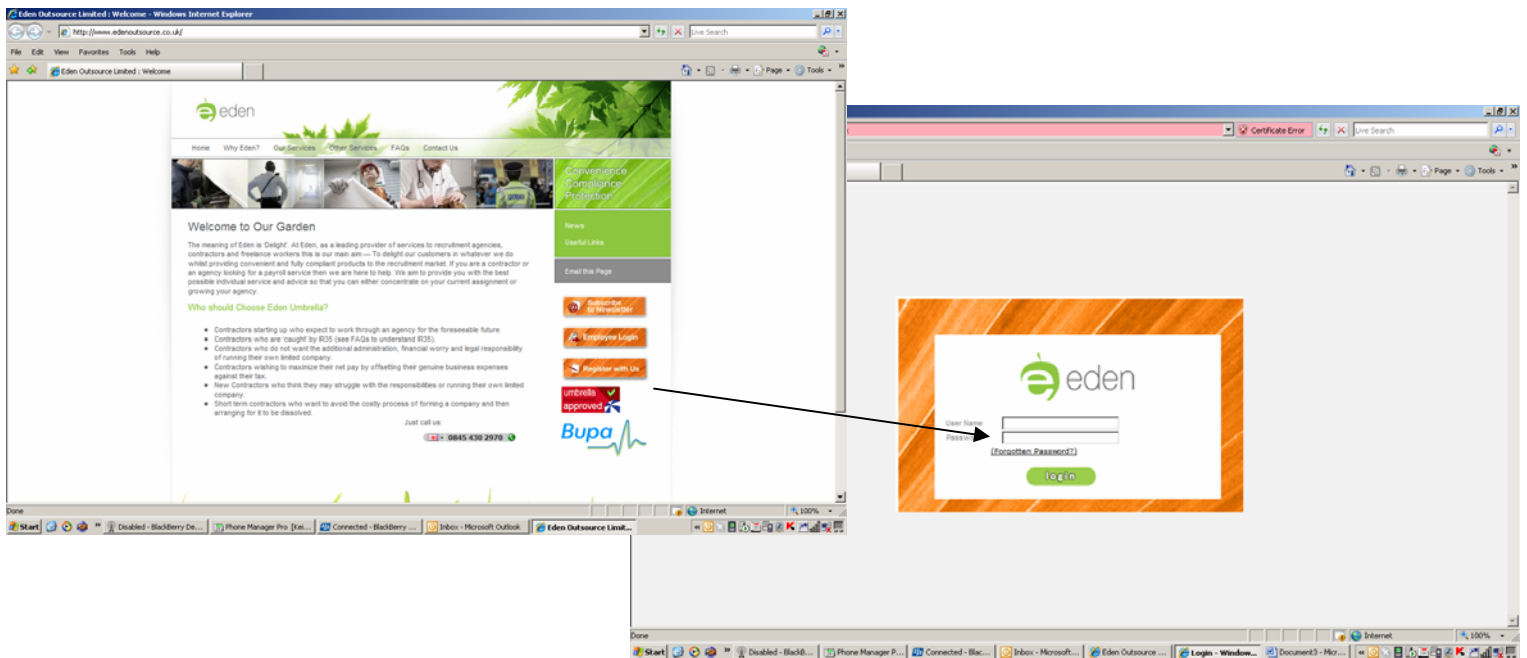 Eden Outsource Limited : Welcome - Windows Internet Explorer
http://www.edenoutsource.co.uk/
Live Search
File Edit View Favorites Tools Help
Eden Outsource Limited : Welcome
Page Tools
eden
Home Why Eden? Our Services Other Services FAQs Contact Us
Convenience
Compliance
Protection
News
Useful Links
Email this Page
Welcome to Our Garden
The meaning of Eden is 'Delight'. At Eden, as a leading provider of services to recruitment agencies,
contractors and freelance workers this is our main aim — To delight our customers in whatever we do
whilst providing convenient and fully compliant products to the recruitment market. If you are a contractor or
an agency looking for a payroll service then we are here to help. We aim to provide you with the best
possible individual service and advice so that you can either concentrate on your current assignment or
growing your agency.
Who should Choose Eden Umbrella?
Contractors starting up who expect to work through an agency for the foreseeable future.
Contractors who are 'caught' by IR35 (see FAQs to understand IR35).
Contractors who do not want the additional administration, financial worry and legal responsibility
of running their own limited company.
Contractors wishing to maximize their net pay by offsetting their genuine business expenses
against their tax.
New Contractors who think they may struggle with the responsibilities or running their own limited
company.
Short term contractors who want to avoid the costly process of forming a company and then
arranging for it to be dissolved.
Just call us:
0845 430 2970
Subscribe
to Newsletter
Employee Login
Register with Us
umbrella
approved
Bupa
Done
Internet
100%
Start
Disabled - BlackBerry De...
Phone Manager Pro [Kei...
Connected - BlackBerry ...
Inbox - Microsoft Outlook
Eden Outsource Limit...
Certificate Error
Live Search
Page Tools
eden
User Name
Passwo
(Forgotten Password?)
login
Done
Internet
100%
Start
Disabled - BlackB...
Phone Manager P...
Connected - Blac...
Inbox - Microsoft...
Eden Outsource ...
Login - Window...
Document3 - Micr...